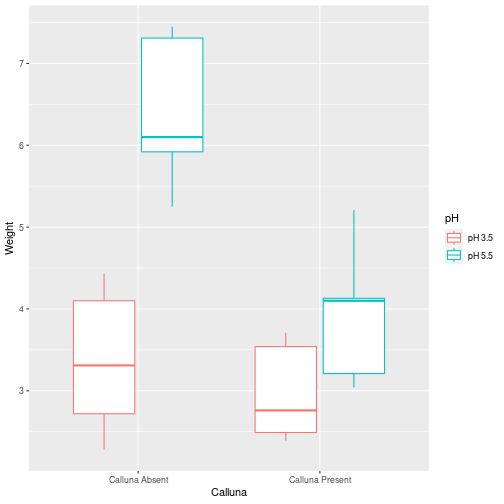 7
6
5
4
3
Weight
Calluna Absent
Calluna Present
Calluna
pH
pH 3.5
pH 5.5